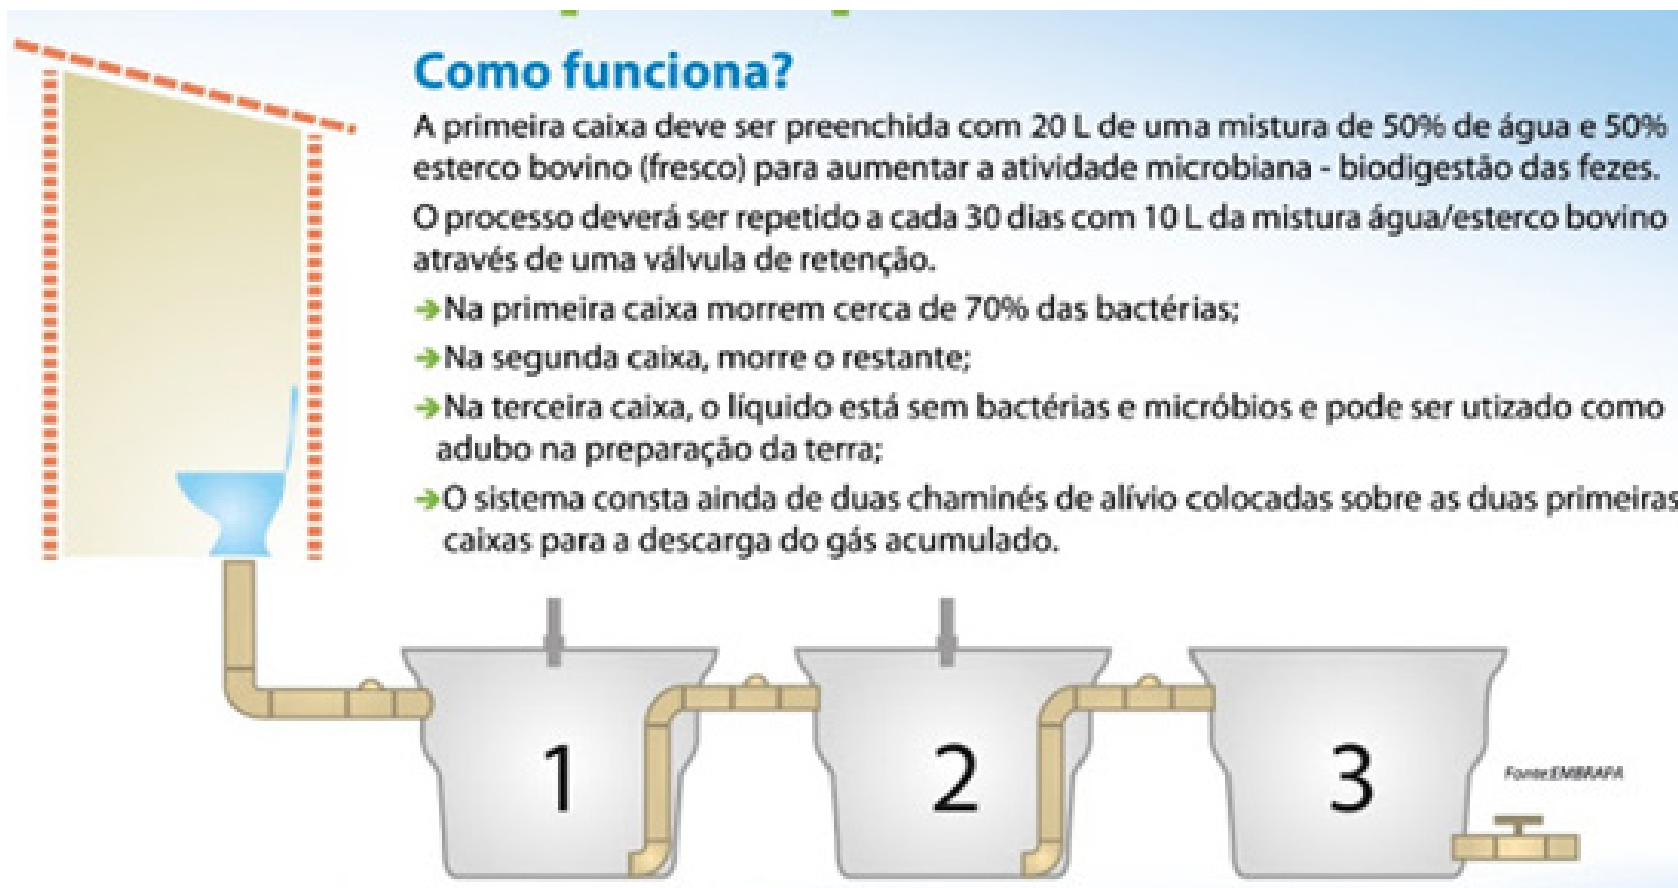 Como funciona?
A primeira caixa deve ser preenchida com 20 L de uma mistura de 50% de água e 50%
esterco bovino (fresco) para aumentar a atividade microbiana - biodigestão das fezes.
O processo deverá ser repetido a cada 30 dias com 10 L da mistura água/esterco bovino
através de uma válvula de retenção.
➔Na primeira caixa morrem cerca de 70% das bactérias;
➔Na segunda caixa, morre o restante;
➔Na terceira caixa, o líquido está sem bactérias e micróbios e pode ser utizado como
adubo na preparação da terra;
➔O sistema consta ainda de duas chaminés de alívio colocadas sobre as duas primeiras
caixas para a descarga do gás acumulado.
1
2
3
Fonte:EMBRAPA